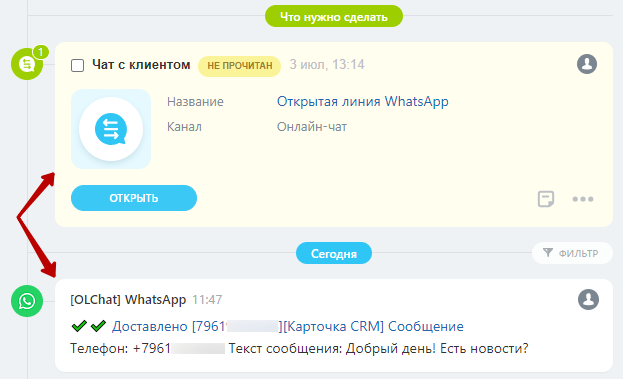 Что нужно сделать
1
Чат с клиентом НЕ ПРОЧИТАН 3 июл, 13:14
Название Открытая линия WhatsApp
Канал Онлайн-чат
ОТКРЫТЬ
Сегодня ФИЛЬТР
[OLChat] WhatsApp 11:47
Доставлено [7961 ][Карточка CRM] Сообщение
Телефон: +7961 Текст сообщения: Добрый день! Есть новости?